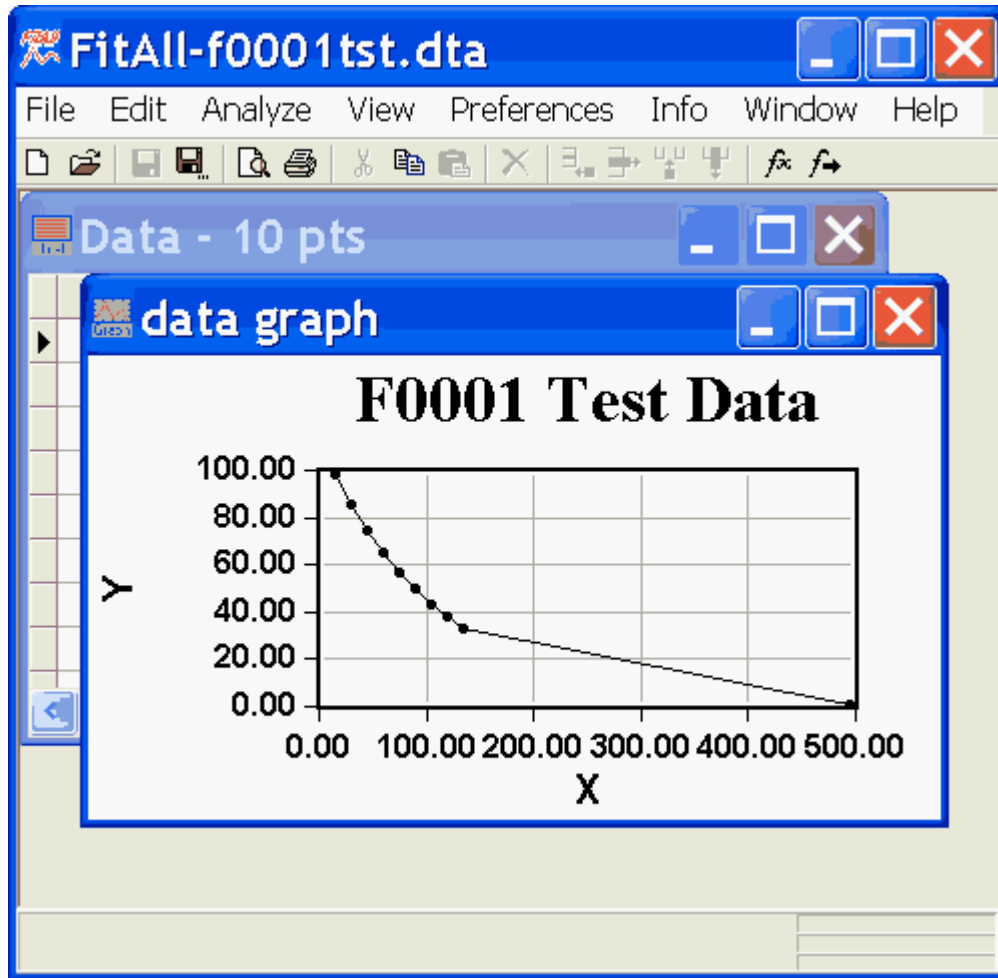 FitAll-f0001tst.dta
File Edit Analyze View Preferences Info Window Help
Data - 10 pts
data graph
F0001 Test Data
100.00
80.00
60.00
40.00
20.00
0.00
Y
0.00 100.00 200.00 300.00 400.00 500.00
X